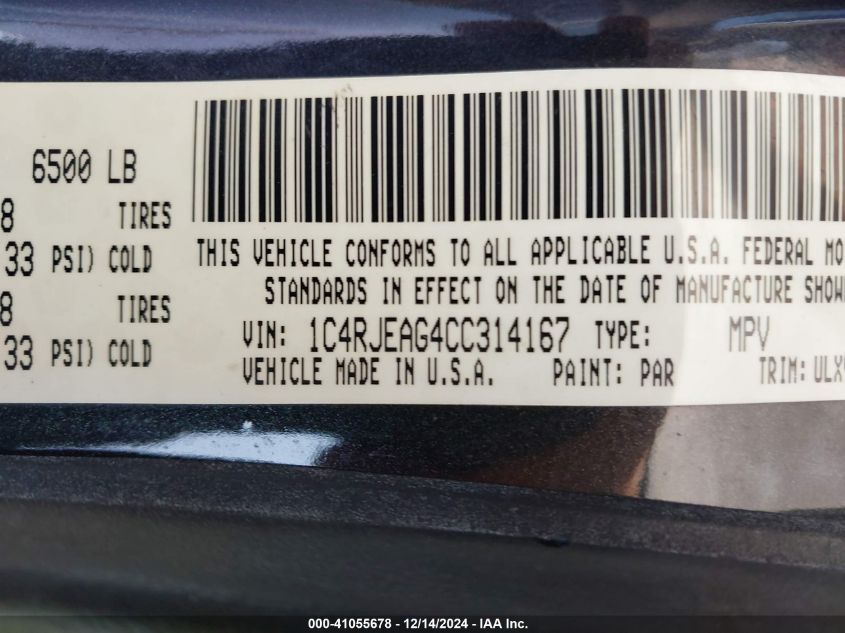 6500 LB
8 TIRES
33 PSI) COLD
8 TIRES
33 PSI) COLD
THIS VEHICLE CONFORMS TO ALL APPLICABLE U.S.A. FEDERAL MO
STANDARDS IN EFFECT ON THE DATE OF MANUFACTURE SHOW
VIN: 1C4RJEAG4CC314167 TYPE: MPV
VEHICLE MADE IN U.S.A. PAINT: PAR TRIM: ULX
000-41055678 - 12/14/2024 - IAA Inc.